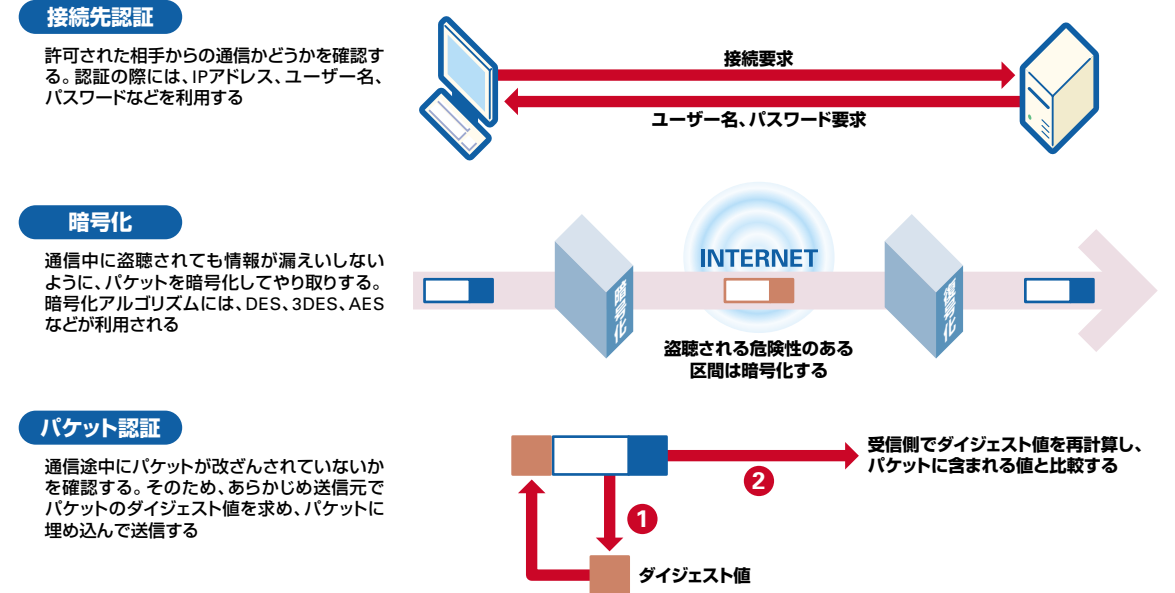 接続先認証
許可された相手からの通信かどうかを確認す
る。認証の際には、IPアドレス、ユーザー名、
パスワードなどを利用する
接続要求
ユーザー名、パスワード要求
暗号化
通信中に盗聴されても情報が漏えいしない
ように、パケットを暗号化してやり取りする。
暗号化アルゴリズムには、DES、3DES、AES
などが利用される
INTERNET
暗号化
復号化
盗聴される危険性のある
区間は暗号化する
パケット認証
通信途中にパケットが改ざんされていないか
を確認する。そのため、あらかじめ送信元で
パケットのダイジェスト値を求め、パケットに
埋め込んで送信する
受信側でダイジェスト値を再計算し、
パケットに含まれる値と比較する
2
1
ダイジェスト値